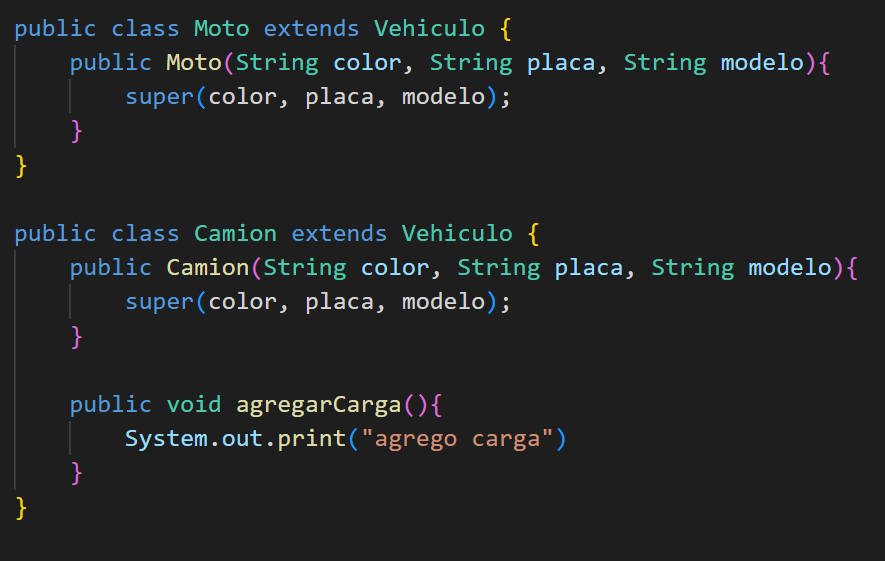 public class Moto extends Vehiculo {
    public Moto(String color, String placa, String modelo){
        super(color, placa, modelo);
    }
}

public class Camion extends Vehiculo {
    public Camion(String color, String placa, String modelo){
        super(color, placa, modelo);
    }

    public void agregarCarga(){
        System.out.print("agrego carga")
    }
}